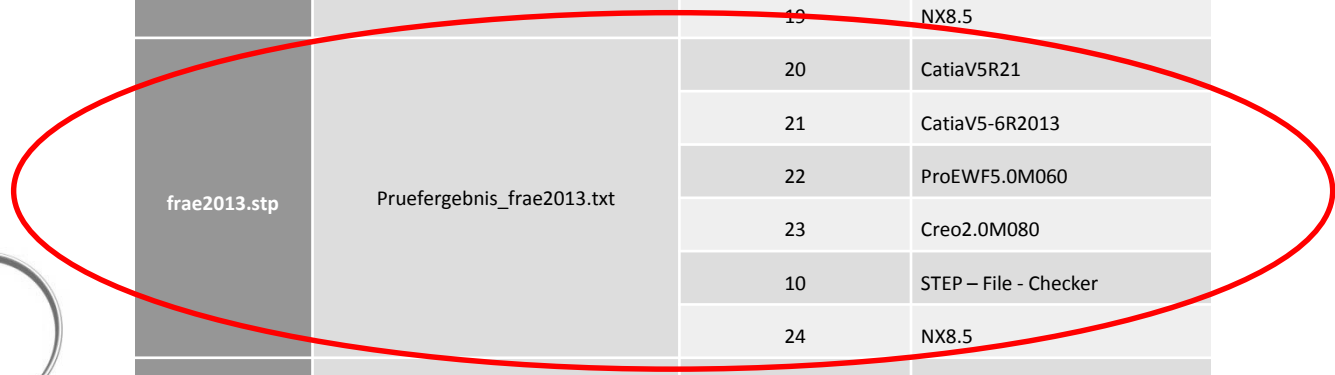 19 NX8.5
20 CatiaV5R21
21 CatiaV5-6R2013
22 ProEWF5.0M060
frae2013.stp Pruefergebnis_frae2013.txt
23 Creo2.0M080
10 STEP – File - Checker
24 NX8.5